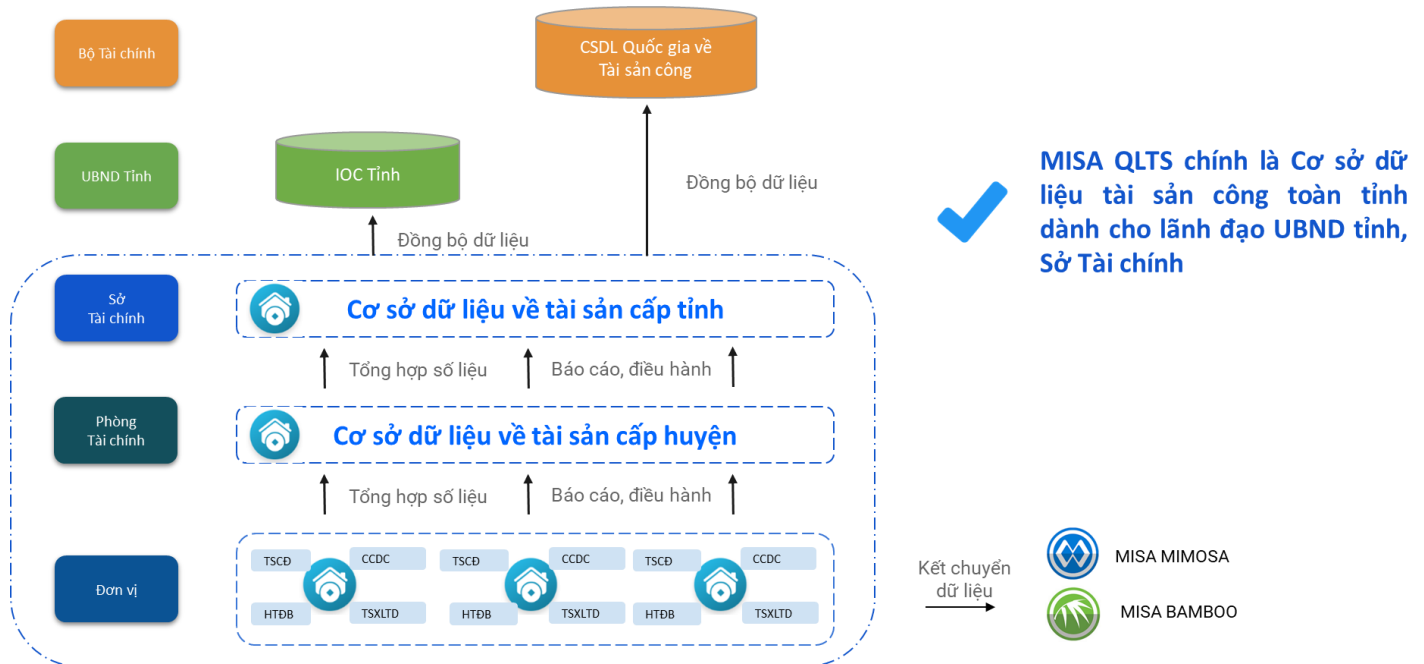 Bộ Tài chính
CSDL Quốc gia về
Tài sản công
UBND Tỉnh
IOC Tỉnh
Đồng bộ dữ liệu
Đồng bộ dữ liệu
MISA QLTS chính là Cơ sở dữ
liệu tài sản công toàn tỉnh
dành cho lãnh đạo UBND tỉnh,
Sở Tài chính
Sở
Tài chính
Cơ sở dữ liệu về tài sản cấp tỉnh
Tổng hợp số liệu
Báo cáo, điều hành
Phòng
Tài chính
Cơ sở dữ liệu về tài sản cấp huyện
Tổng hợp số liệu
Báo cáo, điều hành
Đơn vị
TSCĐ
CCDC
TSCĐ
CCDC
TSCĐ
CCDC
HTĐB
TSXLTD
HTĐB
TSXLTD
HTĐB
TSXLTD
Kết chuyển
dữ liệu
MISA MIMOSA
MISA BAMBOO